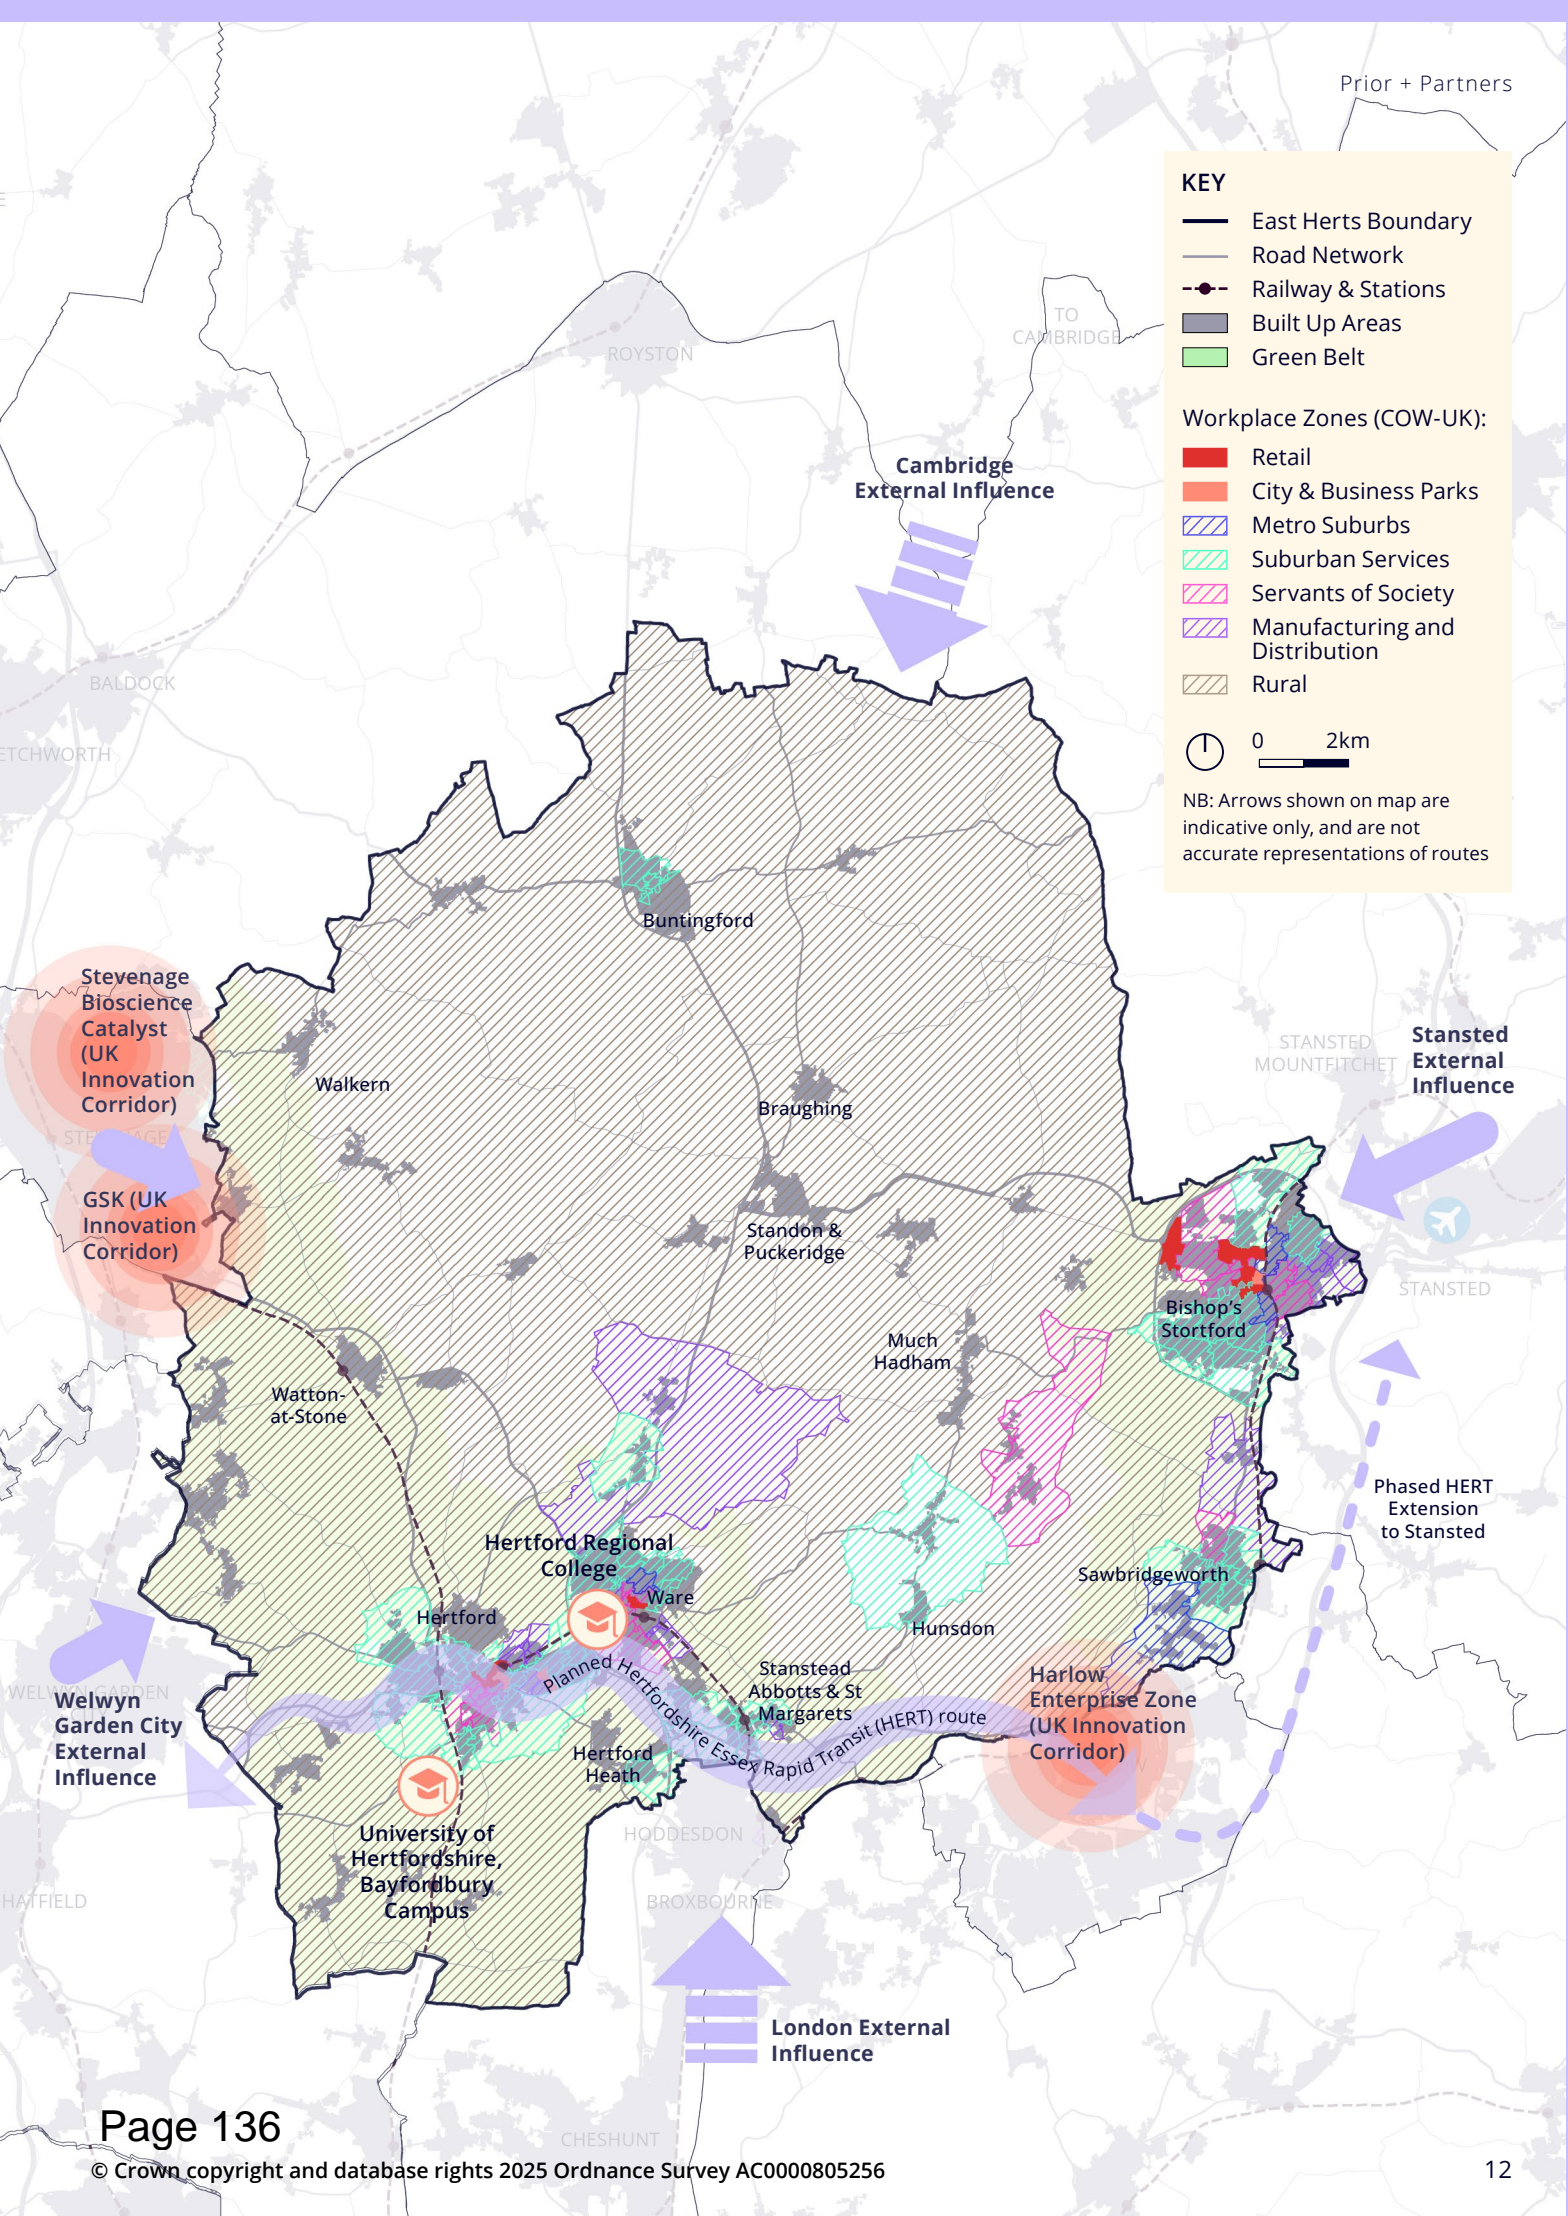 Prior + Partners
KEY
East Herts Boundary
Road Network
Railway & Stations
Built Up Areas
Green Belt
Workplace Zones (COW-UK):
Retail
City & Business Parks
Metro Suburbs
Suburban Services
Servants of Society
Manufacturing and
Distribution
Rural
0 2km
NB: Arrows shown on map are
indicative only, and are not
accurate representations of routes
TO
CAMBRIDGE
ROYSTON
Cambridge
External Influence
BALDOCK
ETCHWORTH
Buntingford
Stevenage
Bioscience
Catalyst
(UK
Innovation
Corridor)
STEVENAGE
GSK (UK
Innovation
Corridor)
Walkern
Braughing
Standon &
Puckeridge
STANSTED
MOUNTFITCHET
Stansted
External
Influence
STANSTED
Bishop's
Stortford
Much
Hadham
Watton-
at-Stone
Phased HERT
Extension
to Stansted
Hertford Regional
College
Ware
Hertford
Sawbridgeworth
Hunsdon
Stanstead
Abbotts & St
Margarets
Planned Hertfordshire Essex Rapid Transit (HERT) route
Harlow
Enterprise Zone
(UK Innovation
Corridor)
WELWYN GARDEN
Welwyn
Garden City
External
Influence
Hertford
Heath
University of
Hertfordshire,
Bayfordbury
Campus
HODDESDON
HATFIELD
BROXBOURNE
London External
Influence
CHESHUNT
Page 136
© Crown copyright and database rights 2025 Ordnance Survey AC0000805256
12